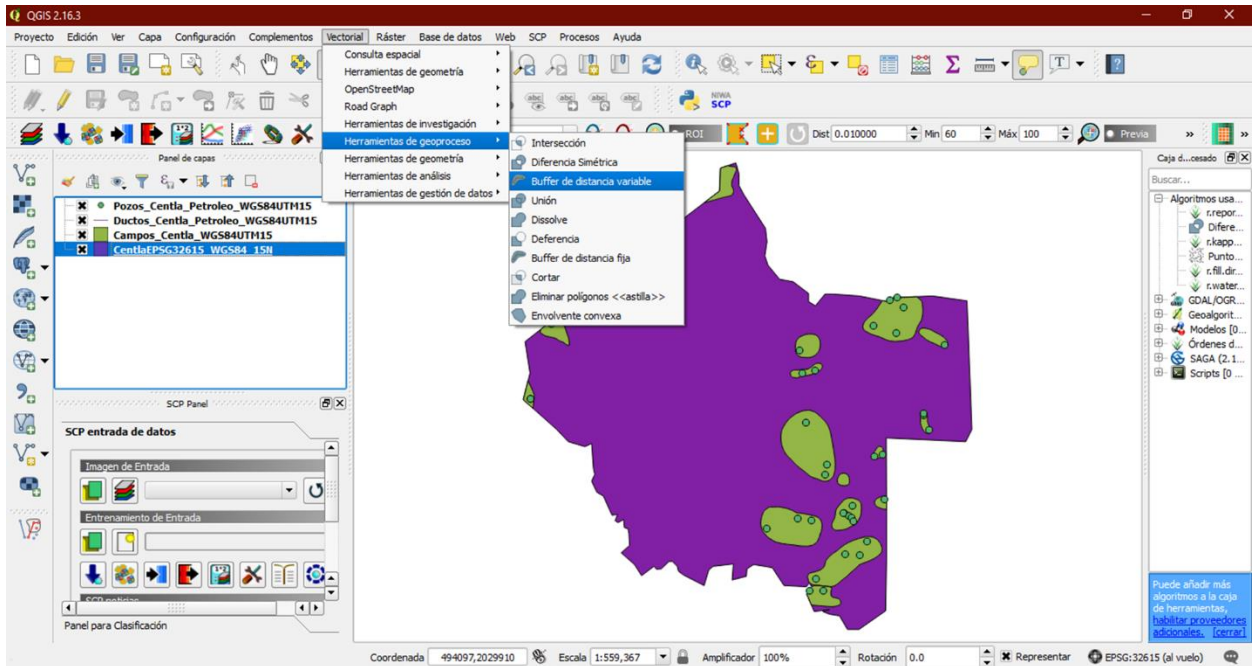 QGIS 2.16.3
Proyecto Edición Ver Capa Configuración Complementos Vectorial Ráster Base de datos Web SCP Procesos Ayuda
Consulta espacial
Herramientas de geometría
OpenStreetMap
Road Graph
Herramientas de investigación
Herramientas de geoproceso
Herramientas de geometría
Herramientas de análisis
Herramientas de gestión de datos
Intersección
Diferencia Simétrica
Buffer de distancia variable
Unión
Dissolve
Deferencia
Buffer de distancia fija
Cortar
Eliminar polígonos <<astilla>>
Envolvente convexa
abc abc abc abc
NIWA
SCP
ROI Dist 0.010000 Min 60 Máx 100 Previa »  »
Panel de capas
Pozos_Centla_Petroleo_WGS84UTM15
Ductos_Centla_Petroleo_WGS84UTM15
Campos_Centla_WGS84UTM15
CentlaEPSG32615_WGS84_15N
SCP Panel
SCP entrada de datos
Imagen de Entrada
Entrenamiento de Entrada
SCP noticias
Panel para Clasificación
Caja d...cesado
Buscar...
Algoritmos usa...
r.repor...
Difere...
r.kapp...
Punto...
r.fill.dir...
r.water...
GDAL/OGR...
Geoalgorit...
Modelos [0...
Órdenes d...
SAGA (2.1...
Scripts [0 ...
Puede añadir más
algoritmos a la caja
de herramientas,
habilitar proveedores
adicionales. [cerrar]
Coordenada 494097,2029910 Escala 1:559,367 Amplificador 100% Rotación 0.0 Representar EPSG:32615 (al vuelo)